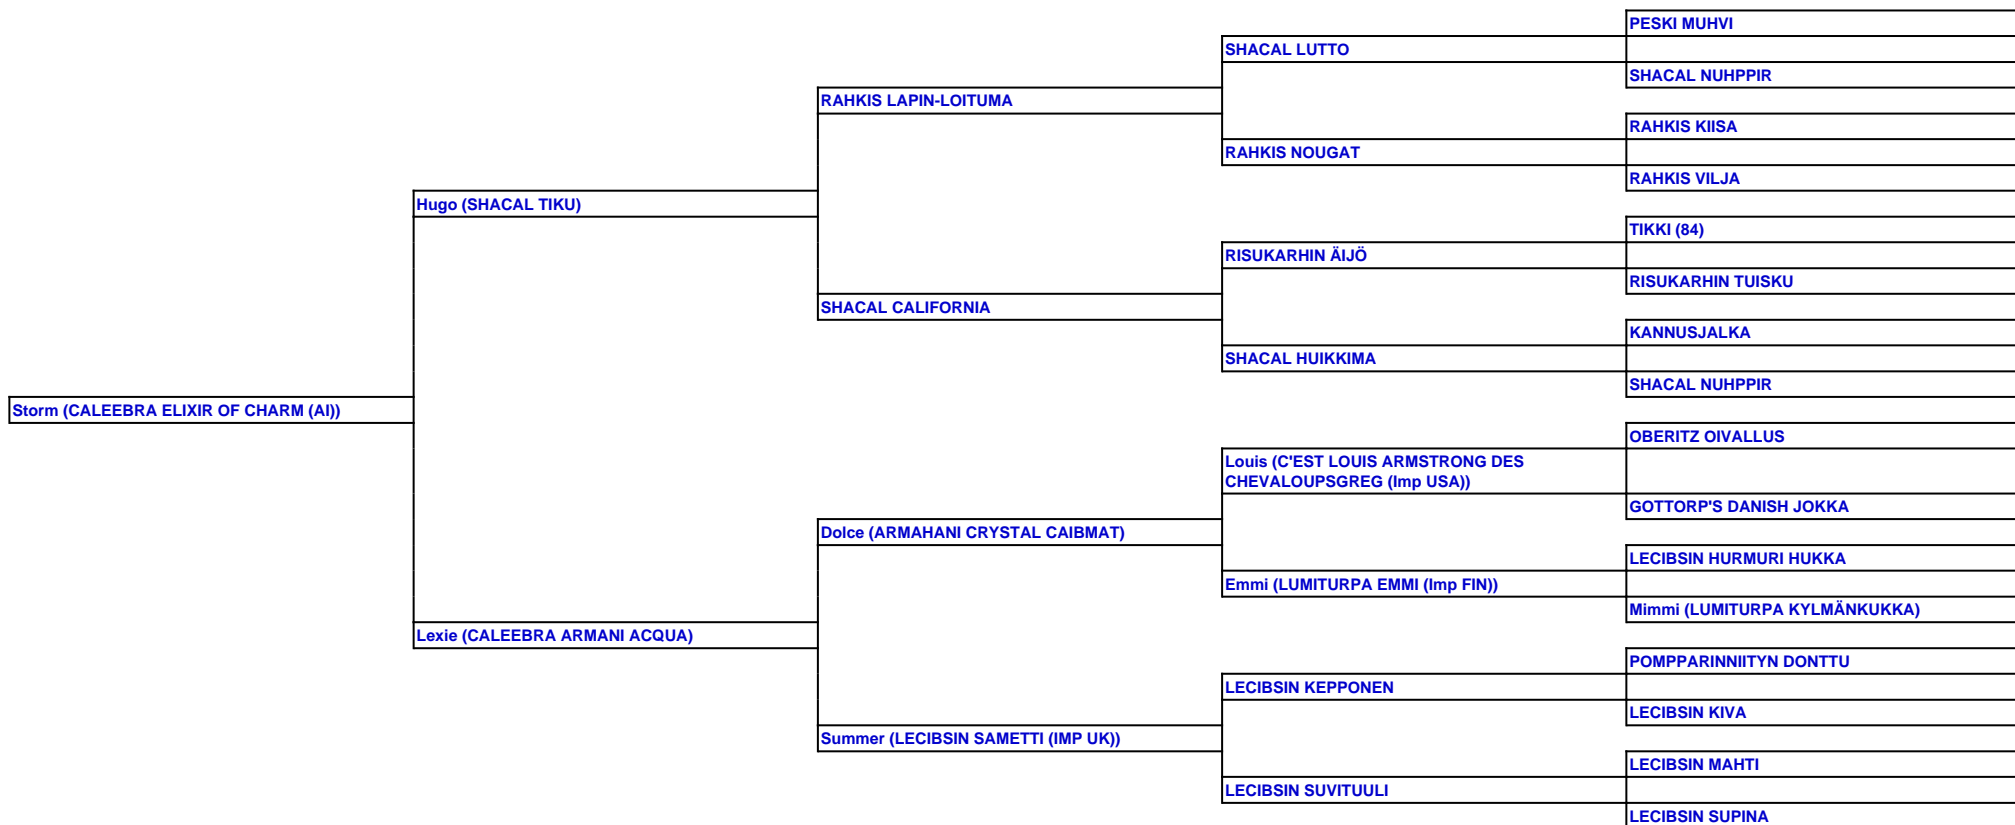 PESKI MUHVI
SHACAL LUTTO
SHACAL NUHPPIR
RAHKIS LAPIN-LOITUMA
RAHKIS KIISA
RAHKIS NOUGAT
RAHKIS VILJA
Hugo (SHACAL TIKU)
TIKKI (84)
RISUKARHIN ÄIJÖ
RISUKARHIN TUISKU
SHACAL CALIFORNIA
KANNUSJALKA
SHACAL HUIKKIMA
SHACAL NUHPPIR
Storm (CALEEBRA ELIXIR OF CHARM (AI))
OBERITZ OIVALLUS
Louis (C'EST LOUIS ARMSTRONG DES
CHEVALOUPSGREG (Imp USA))
GOTTORP'S DANISH JOKKA
Dolce (ARMAHANI CRYSTAL CAIBMAT)
LECIBSIN HURMURI HUKKA
Emmi (LUMITURPA EMMI (Imp FIN))
Mimmi (LUMITURPA KYLMÄNKUKKA)
Lexie (CALEEBRA ARMANI ACQUA)
POMPPARINNIITYN DONTTU
LECIBSIN KEPPONEN
LECIBSIN KIVA
Summer (LECIBSIN SAMETTI (IMP UK))
LECIBSIN MAHTI
LECIBSIN SUVITUULI
LECIBSIN SUPINA